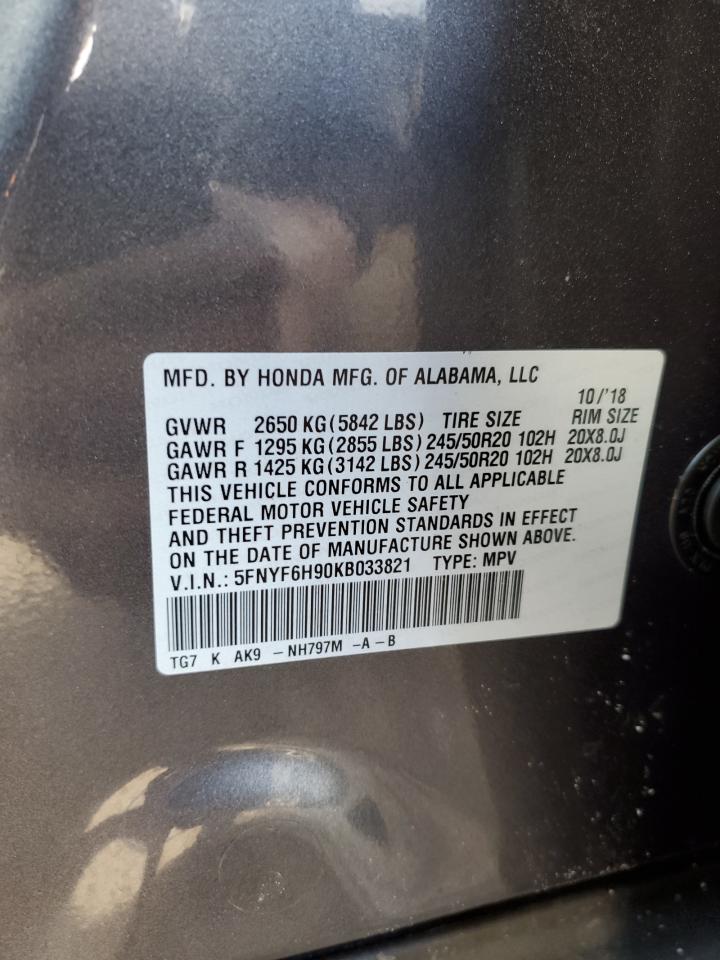 MFD. BY HONDA MFG. OF ALABAMA, LLC
10/'18
GVWR 2650 KG (5842 LBS) TIRE SIZE RIM SIZE
GAWR F 1295 KG (2855 LBS) 245/50R20 102H 20X8.0J
GAWR R 1425 KG (3142 LBS) 245/50R20 102H 20X8.0J
THIS VEHICLE CONFORMS TO ALL APPLICABLE
FEDERAL MOTOR VEHICLE SAFETY
AND THEFT PREVENTION STANDARDS IN EFFECT
ON THE DATE OF MANUFACTURE SHOWN ABOVE.
V.I.N.: 5FNYF6H90KB033821 TYPE: MPV
TG7 K AK9 -NH797M -A-B